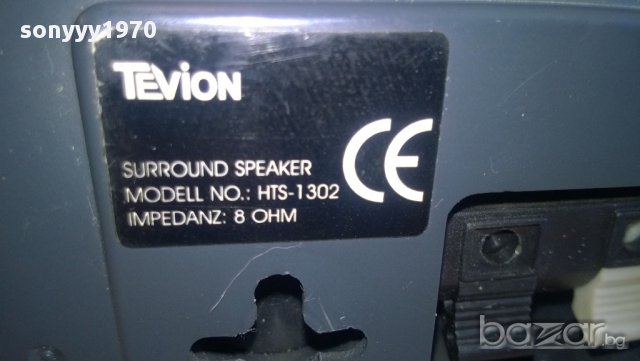 sonyyy1970
TEVION
SURROUND SPEAKER
MODELL NO.: HTS-1302
IMPEDANZ: 8 OHM
CE
bazar.bg